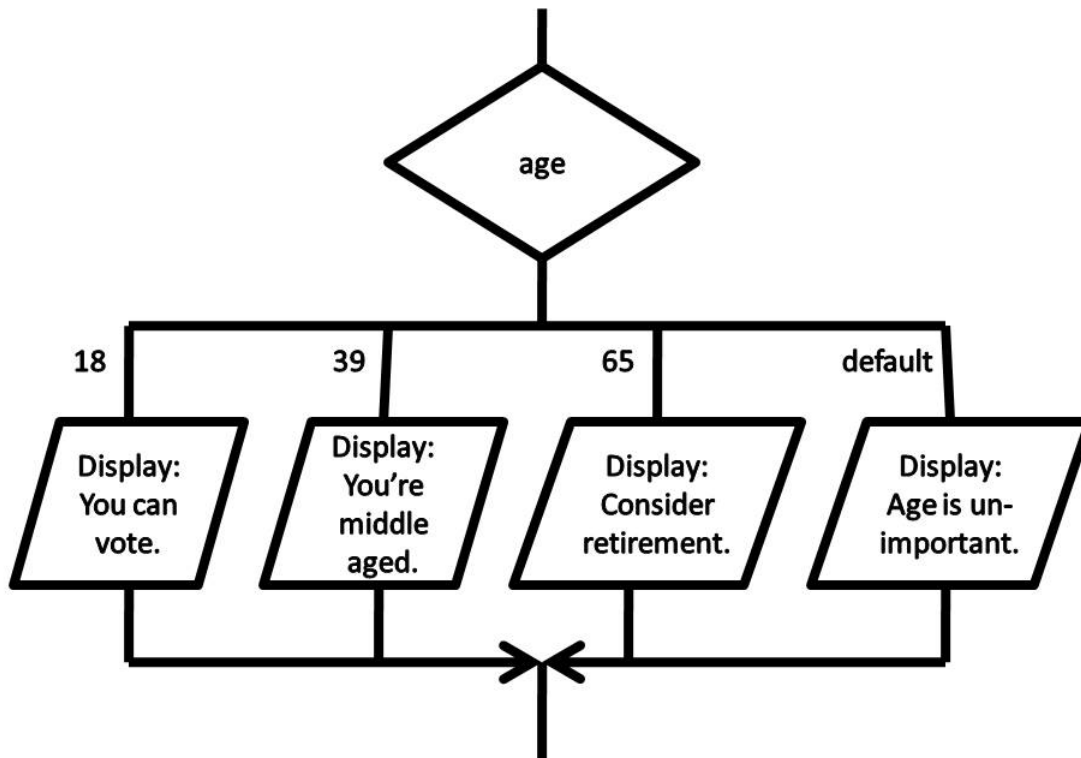 age
18
39
65
default
Display:
You can
vote.
Display:
You’re
middle
aged.
Display:
Consider
retirement.
Display:
Age is un-
important.